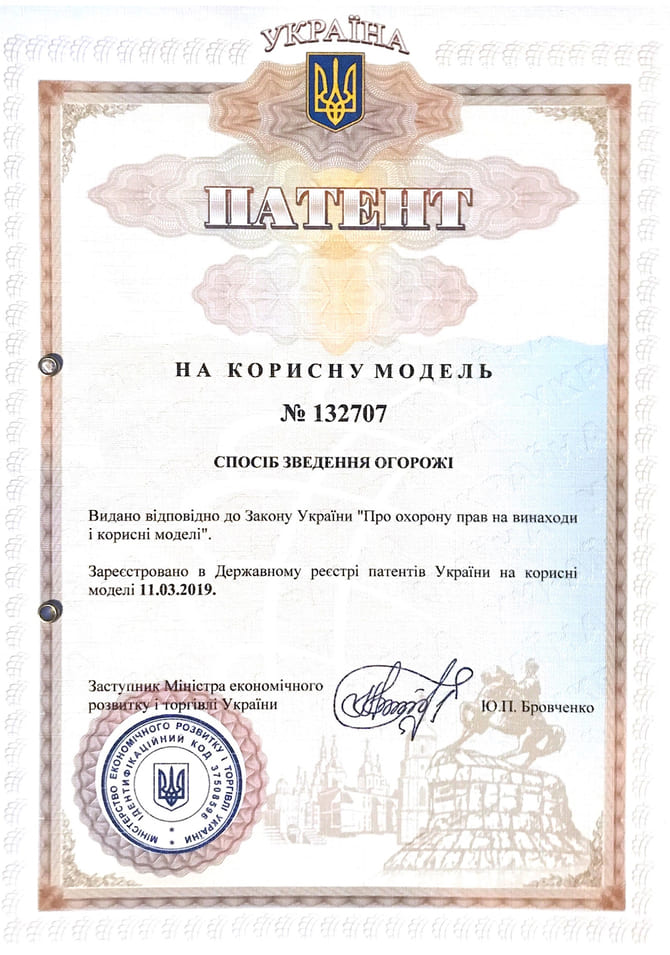 УКРАЇНА
ПАТЕНТ
НА КОРИСНУ МОДЕЛЬ
№ 132707
СПОСІБ ЗВЕДЕННЯ ОГОРОЖІ
Видано відповідно до Закону України "Про охорону прав на винаходи
і корисні моделі".
Зареєстровано в Державному реєстрі патентів України на корисні
моделі 11.03.2019.
Заступник Міністра економічного
розвитку і торгівлі України
Ю.П. Бровченко
МІНІСТЕРСТВО ЕКОНОМІЧНОГО РОЗВИТКУ І ТОРГІВЛІ УКРАЇНИ
ІДЕНТИФІКАЦІЙНИЙ КОД 37508596